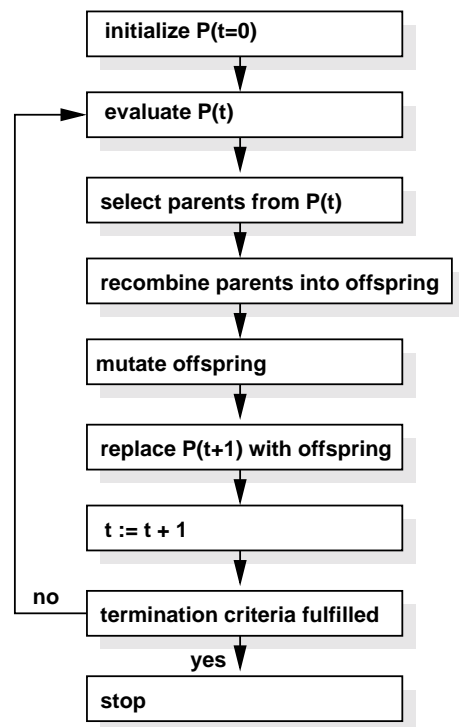 initialize P(t=0)
evaluate P(t)
select parents from P(t)
recombine parents into offspring
mutate offspring
replace P(t+1) with offspring
t := t + 1
no
termination criteria fulfilled
yes
stop